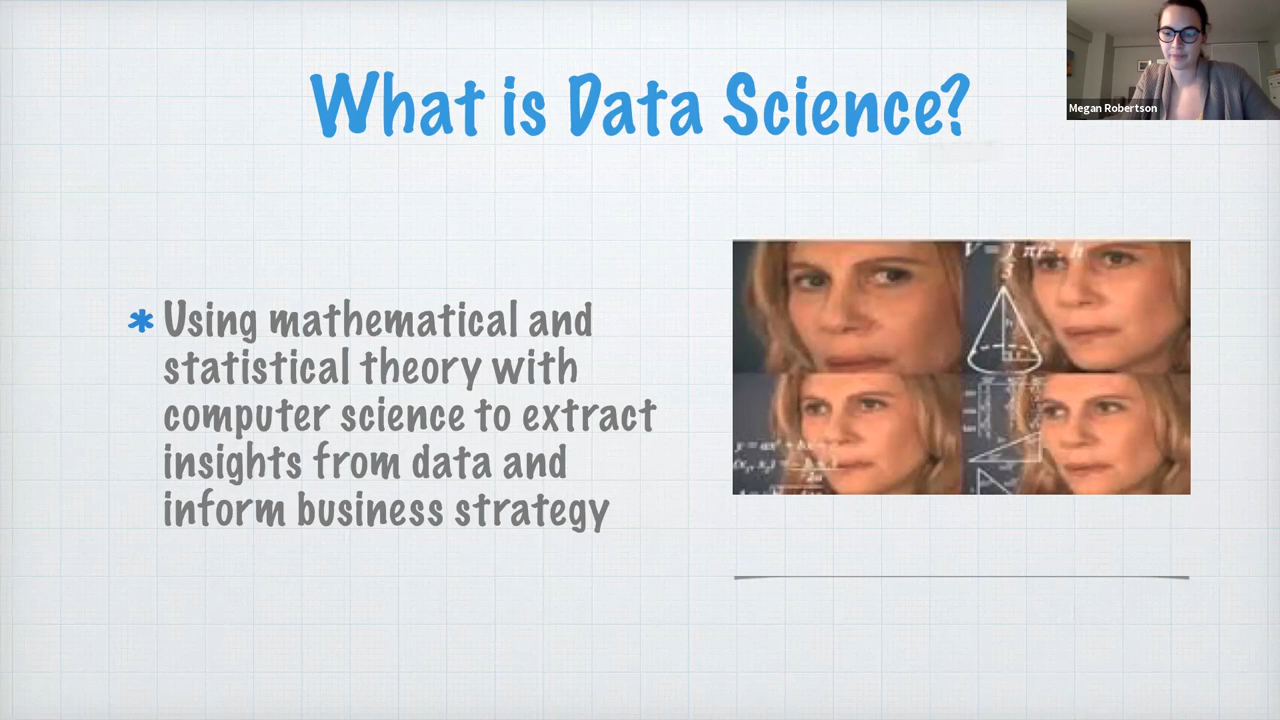 What is Data Science?
Megan Robertson
Using mathematical and
statistical theory with
computer science to extract
insights from data and
inform business strategy